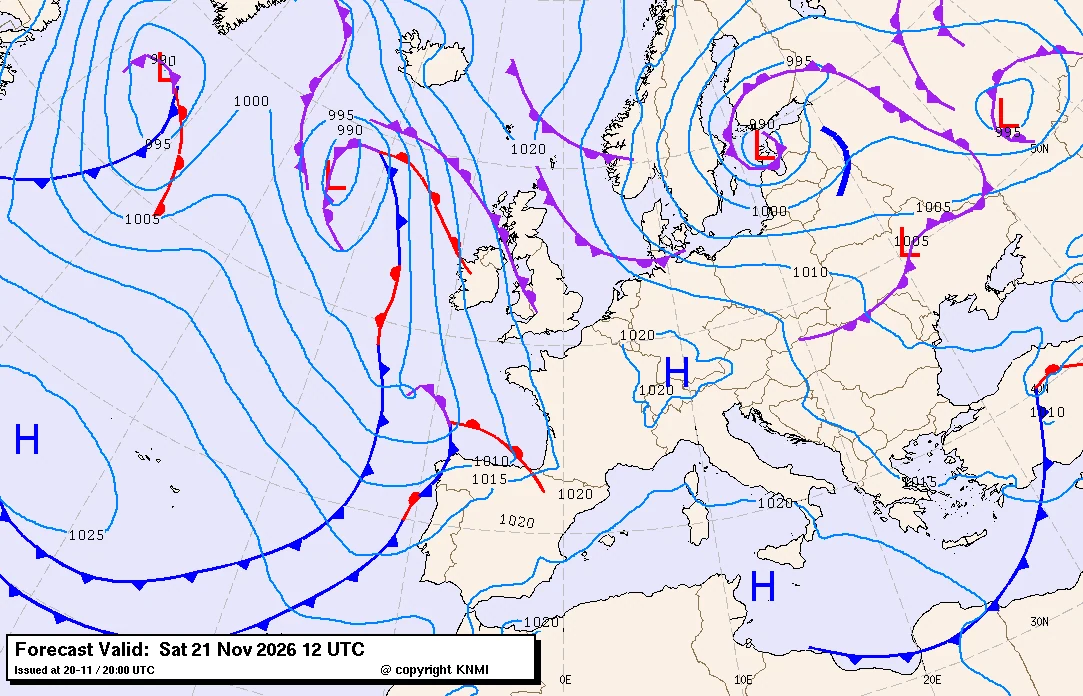 L
990
995
1000
1005
995
990
L
1020
995
990
L
1000
L
995
50N
1005
L
1005
1010
H
1025
1020
H
1020
40N
1010
1010
1015
1020
1020
1015
1020
H
1020
30N
0E
10E
20E
Forecast Valid: Sat 21 Nov 2026 12 UTC
Issued at 20-11 / 20:00 UTC
@ copyright KNMI